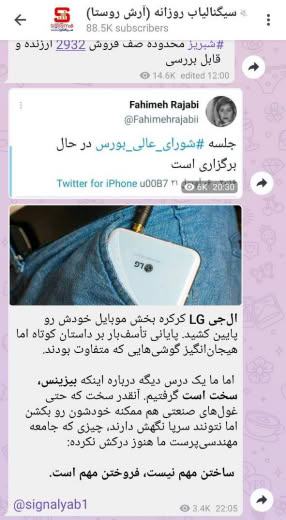 سیگنالیاب روزانه (آرش روستا)
88.5K subscribers
#شبریز محدوده صف فروش 2932 ارزنده و
قابل بررسی
14.6K edited 12:00
Fahimeh Rajabi
@Fahimehrajabii
جلسه #شورای_عالی_بورس در حال
برگزاری است
Twitter for iPhone u00B7 ۲۱
6K 20:30
LG
ال‌جی LG کرکره بخش موبایل خودش رو
پایین کشید. پایانی تأسف‌بار بر داستان کوتاه اما
هیجان‌انگیز گوشی‌هایی که متفاوت بودند.
اما ما یک درس دیگه درباره اینکه بیزینس،
سخت است گرفتیم. آنقدر سخت که حتی
غول‌های صنعتی هم ممکنه خودشون رو بکشن
اما نتونند سرپا نگهش دارند، چیزی که جامعه
مهندسی‌پرست ما هنوز درکش نکرده:
ساختن مهم نیست، فروختن مهم است.
@signalyab1
3.4K 22:05